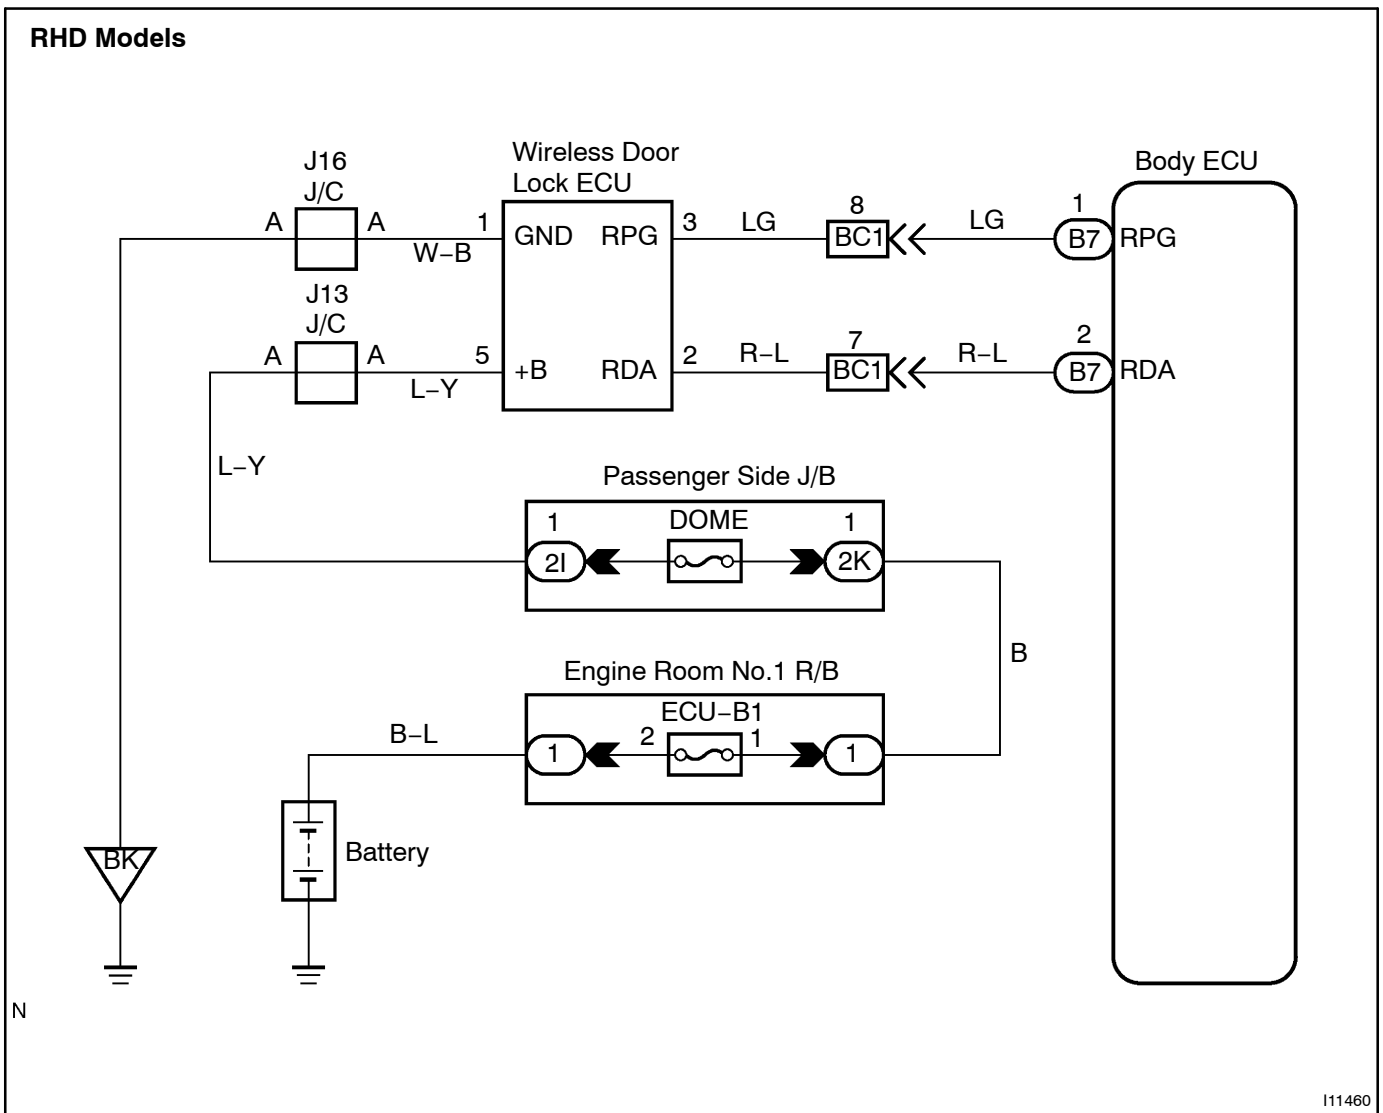 RHD Models
Wireless Door
Lock ECU
Body ECU
J16
J/C
A
A
1
W–B
GND
RPG
3
LG
8
BC1
LG
1
B7
RPG
J13
J/C
A
A
5
L–Y
+B
RDA
2
R–L
7
BC1
R–L
2
B7
RDA
L–Y
Passenger Side J/B
1
DOME
1
2I
2K
B
Engine Room No.1 R/B
ECU–B1
B–L
1
2
1
1
Battery
BK
N
I11460